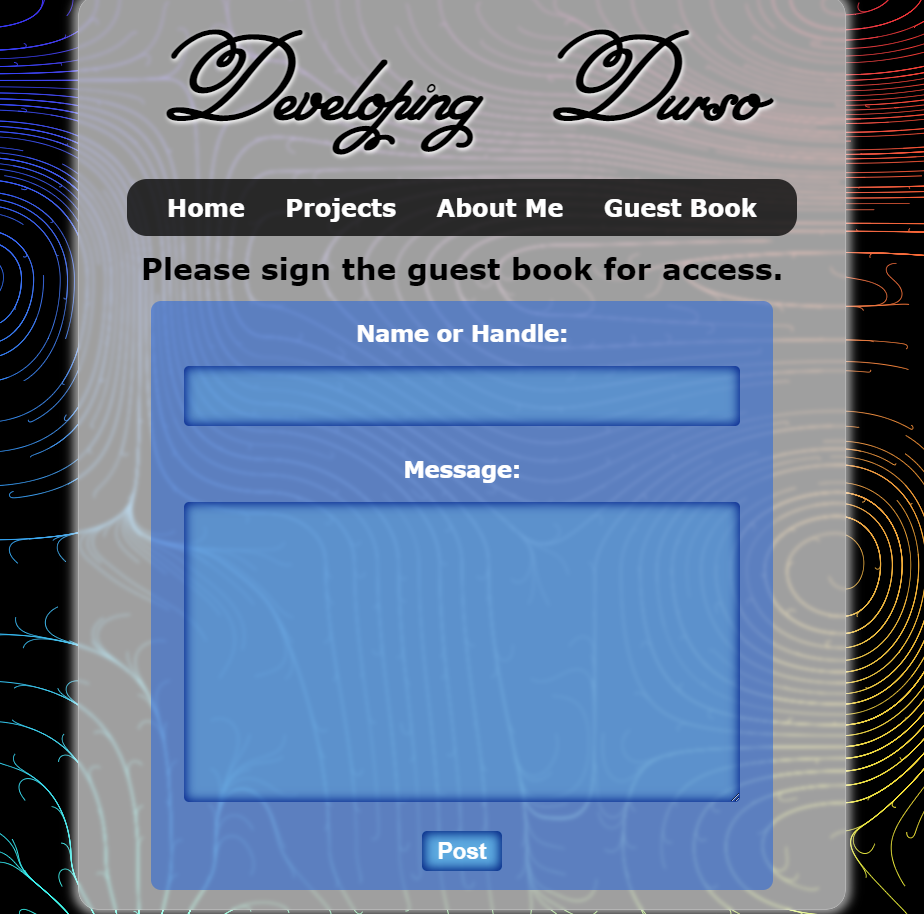 Developing Durso
Home Projects About Me Guest Book
Please sign the guest book for access.
Name or Handle:
Message:
Post